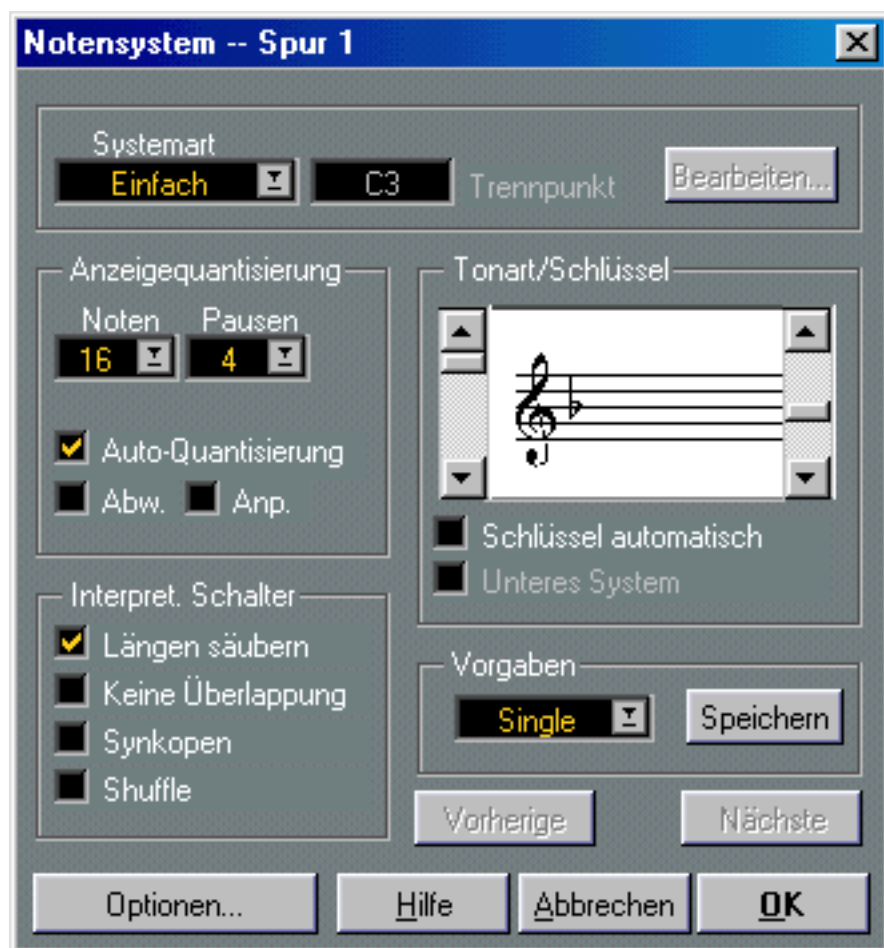 Notensystem -- Spur 1
Systemart
Einfach C3 Trennpunkt Bearbeiten...
Anzeigequantisierung
Noten Pausen
16 4
Auto-Quantisierung
Abw. Anp.
Tonart/Schlüssel
Schlüssel automatisch
Unteres System
Interpret. Schalter
Längen säubern
Keine Überlappung
Synkopen
Shuffle
Vorgaben
Single Speichern
Vorherige Nächste
Optionen... Hilfe Abbrechen OK